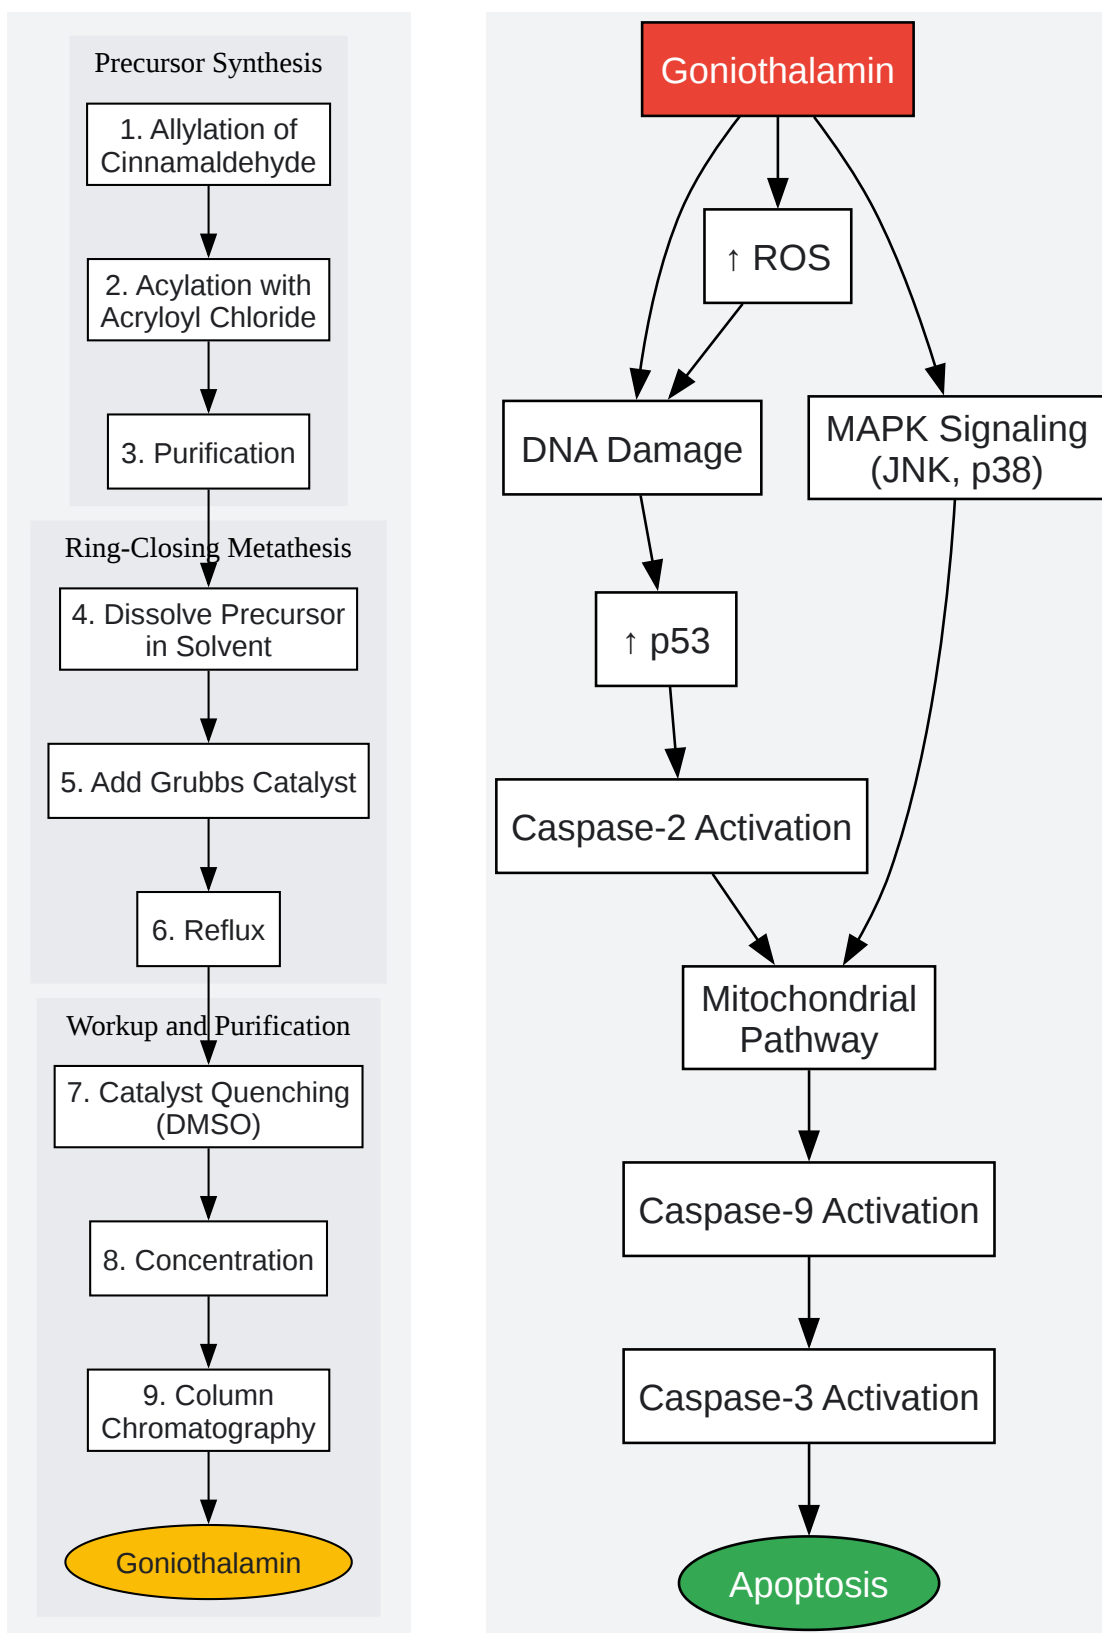 Precursor Synthesis
1. Allylation of
Cinnamaldehyde
2. Acylation with
Acryloyl Chloride
3. Purification
Ring-Closing Metathesis
4. Dissolve Precursor
in Solvent
5. Add Grubbs Catalyst
6. Reflux
Workup and Purification
7. Catalyst Quenching
(DMSO)
8. Concentration
9. Column
Chromatography
Goniothalamin
Goniothalamin
↑ ROS
DNA Damage
MAPK Signaling
(JNK, p38)
↑ p53
Caspase-2 Activation
Mitochondrial
Pathway
Caspase-9 Activation
Caspase-3 Activation
Apoptosis